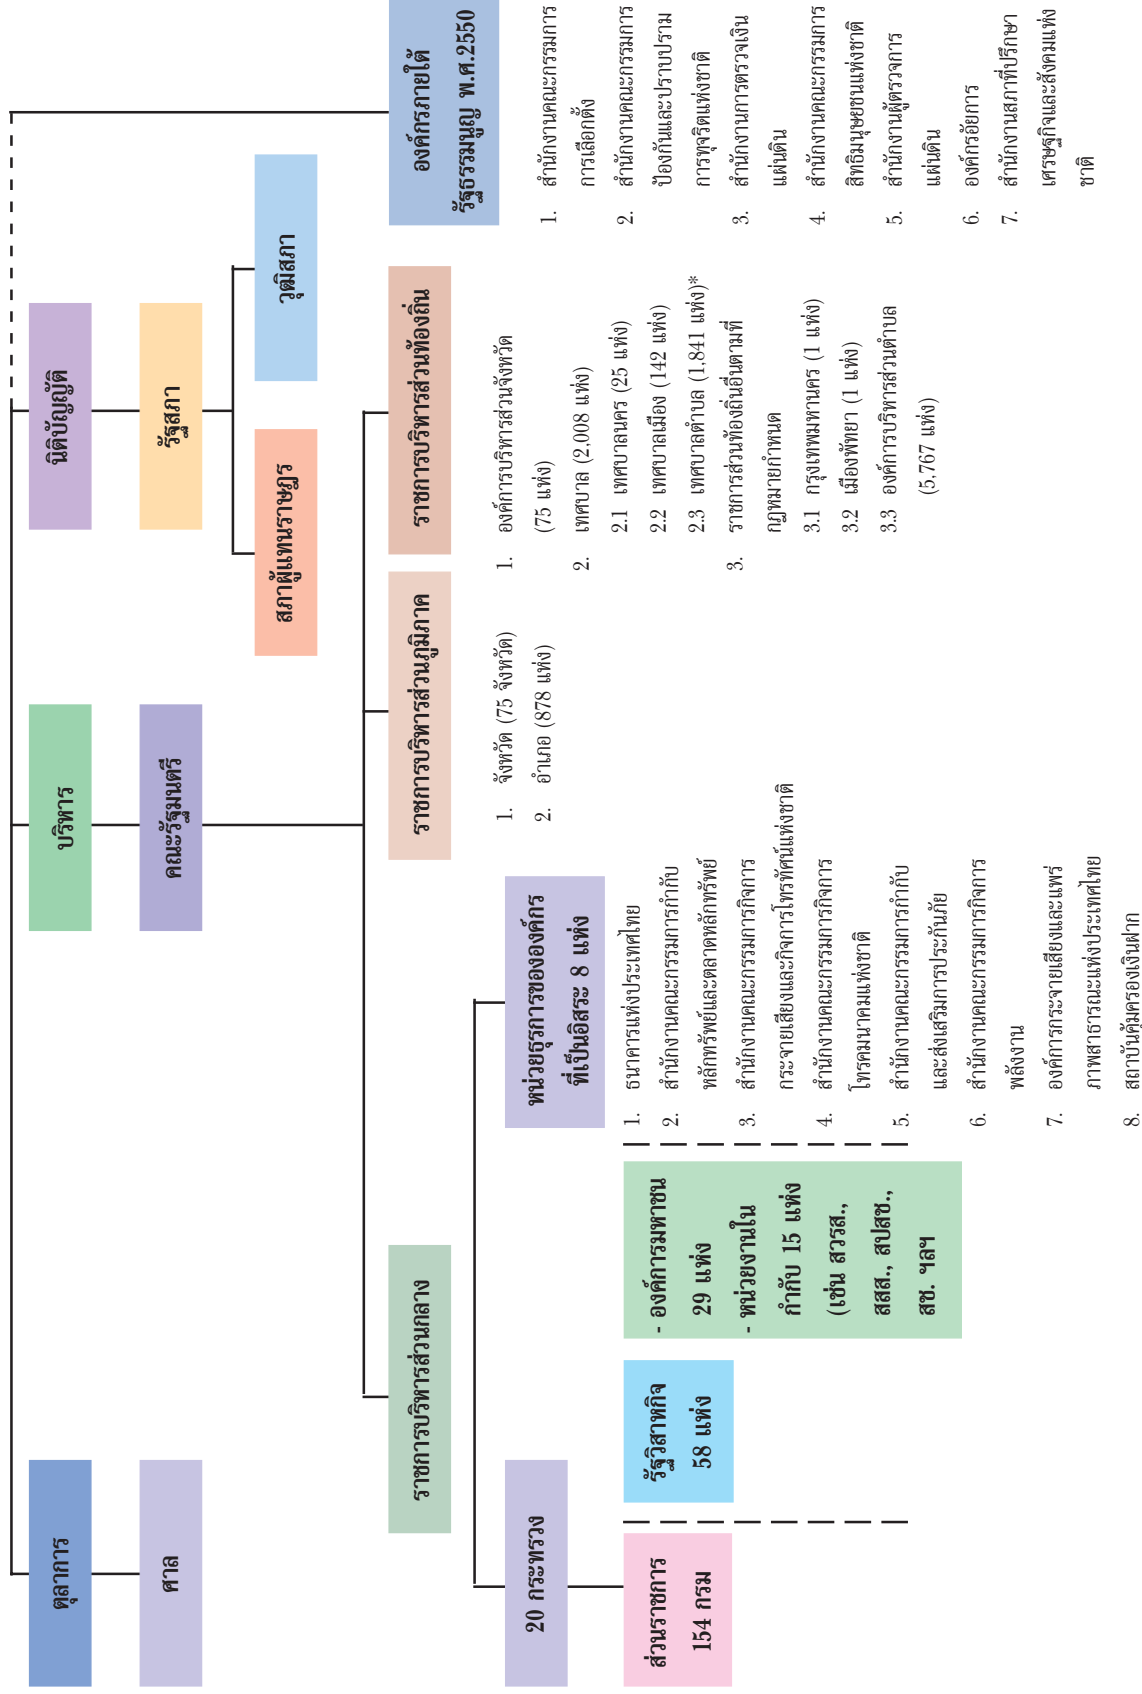 ตุลาการ
ศาล
บริหาร
คณะรัฐมนตรี
นิติบัญญัติ
รัฐสภา
สภาผู้แทนราษฎร
วุฒิสภา
องค์กรภายใต้
รัฐธรรมนูญ พ.ศ.2550
1. สำนักงานคณะกรรมการ
การเลือกตั้ง
2. สำนักงานคณะกรรมการ
ป้องกันและปราบปราม
การทุจริตแห่งชาติ
3. สำนักงานการตรวจเงิน
แผ่นดิน
4. สำนักงานคณะกรรมการ
สิทธิมนุษยชนแห่งชาติ
5. สำนักงานผู้ตรวจการ
แผ่นดิน
6. องค์กรอัยการ
7. สำนักงานสภาที่ปรึกษา
เศรษฐกิจและสังคมแห่ง
ชาติ
ราชการบริหารส่วนกลาง
20 กระทรวง
ส่วนราชการ
154 กรม
รัฐวิสาหกิจ
58 แห่ง
- องค์การมหาชน
29 แห่ง
- หน่วยงานใน
กำกับ 15 แห่ง
(เช่น สวรส.,
สสส., สปสช.,
สช. ฯลฯ
หน่วยธุรการขององค์กร
ที่เป็นอิสระ 8 แห่ง
1. ธนาคารแห่งประเทศไทย
2. สำนักงานคณะกรรมการกำกับ
หลักทรัพย์และตลาดหลักทรัพย์
3. สำนักงานคณะกรรมการกิจการ
กระจายเสียงและกิจการโทรทัศน์แห่งชาติ
4. สำนักงานคณะกรรมการกิจการ
โทรคมนาคมแห่งชาติ
5. สำนักงานคณะกรรมการกำกับ
และส่งเสริมการประกันภัย
6. สำนักงานคณะกรรมการกิจการ
พลังงาน
7. องค์การกระจายเสียงและแพร่
ภาพสาธารณะแห่งประเทศไทย
8. สถาบันคุ้มครองเงินฝาก
ราชการบริหารส่วนภูมิภาค
1. จังหวัด (75 จังหวัด)
2. อำเภอ (878 แห่ง)
ราชการบริหารส่วนท้องถิ่น
1. องค์การบริหารส่วนจังหวัด
(75 แห่ง)
2. เทศบาล (2,008 แห่ง)
2.1 เทศบาลนคร (25 แห่ง)
2.2 เทศบาลเมือง (142 แห่ง)
2.3 เทศบาลตำบล (1,841 แห่ง)*
3. ราชการส่วนท้องถิ่นอื่นตามที่
กฎหมายกำหนด
3.1 กรุงเทพมหานคร (1 แห่ง)
3.2 เมืองพัทยา (1 แห่ง)
3.3 องค์การบริหารส่วนตำบล
(5,767 แห่ง)